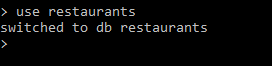 > use restaurants
switched to db restaurants
>